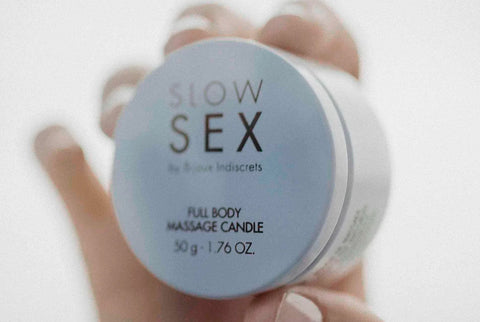 SLOW
SEX
by Bijoux Indiscrets
FULL BODY
MASSAGE CANDLE
50 g - 1.76 OZ.